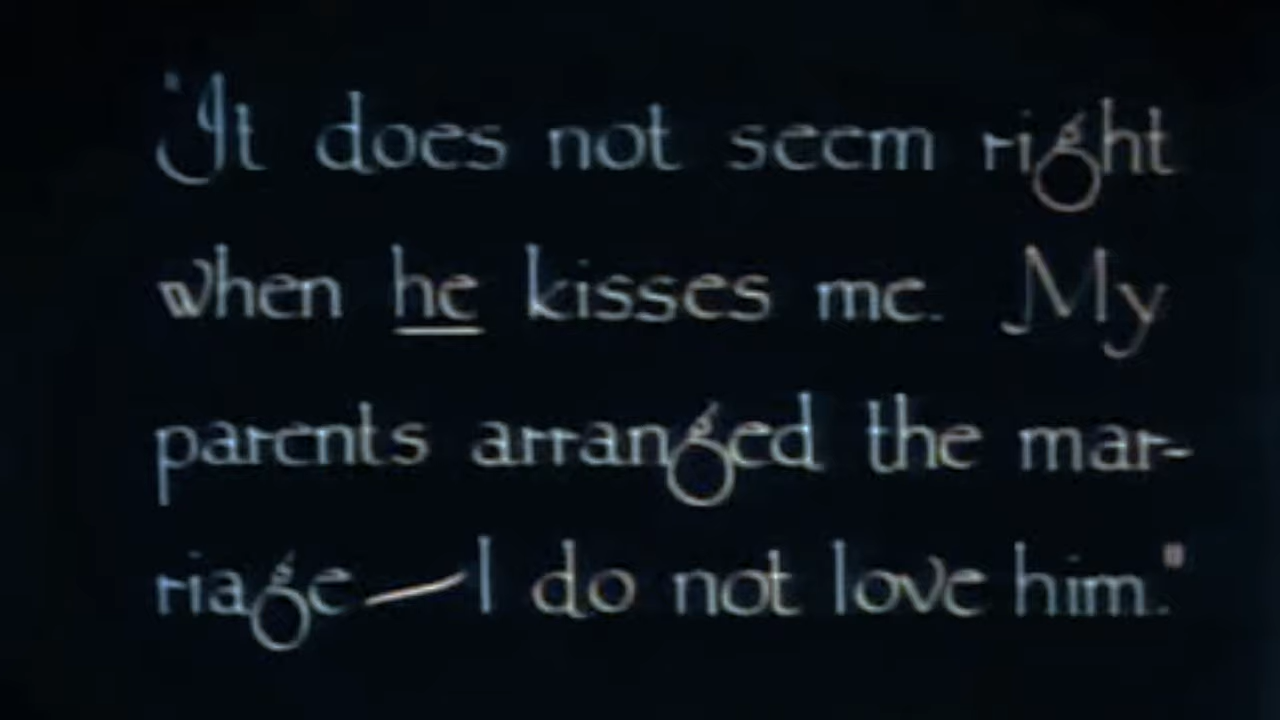 "It does not seem right
when he kisses me. My
parents arranged the mar-
riage—I do not love him."